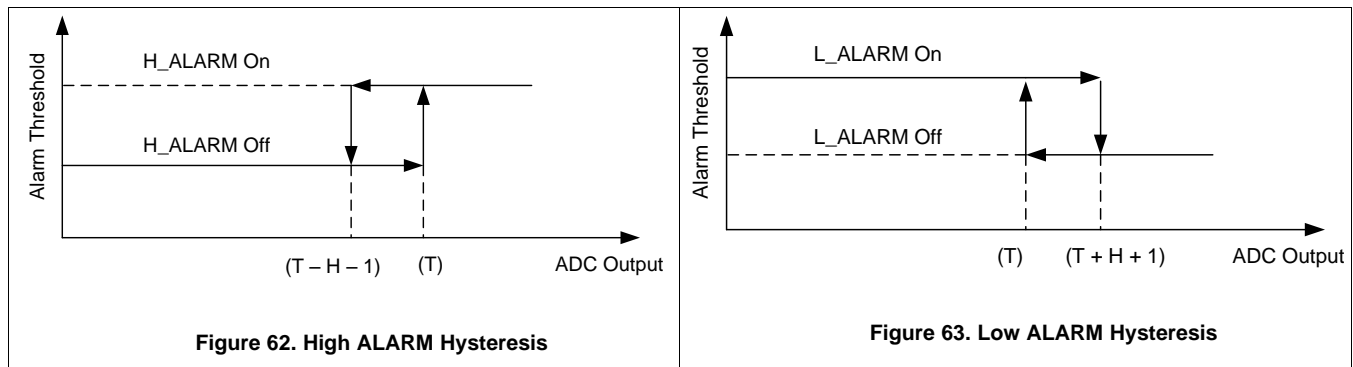 Alarm Threshold
H_ALARM On
H_ALARM Off
(T – H – 1)
(T)
ADC Output
Figure 62. High ALARM Hysteresis
Alarm Threshold
L_ALARM On
L_ALARM Off
(T)
(T + H + 1)
ADC Output
Figure 63. Low ALARM Hysteresis